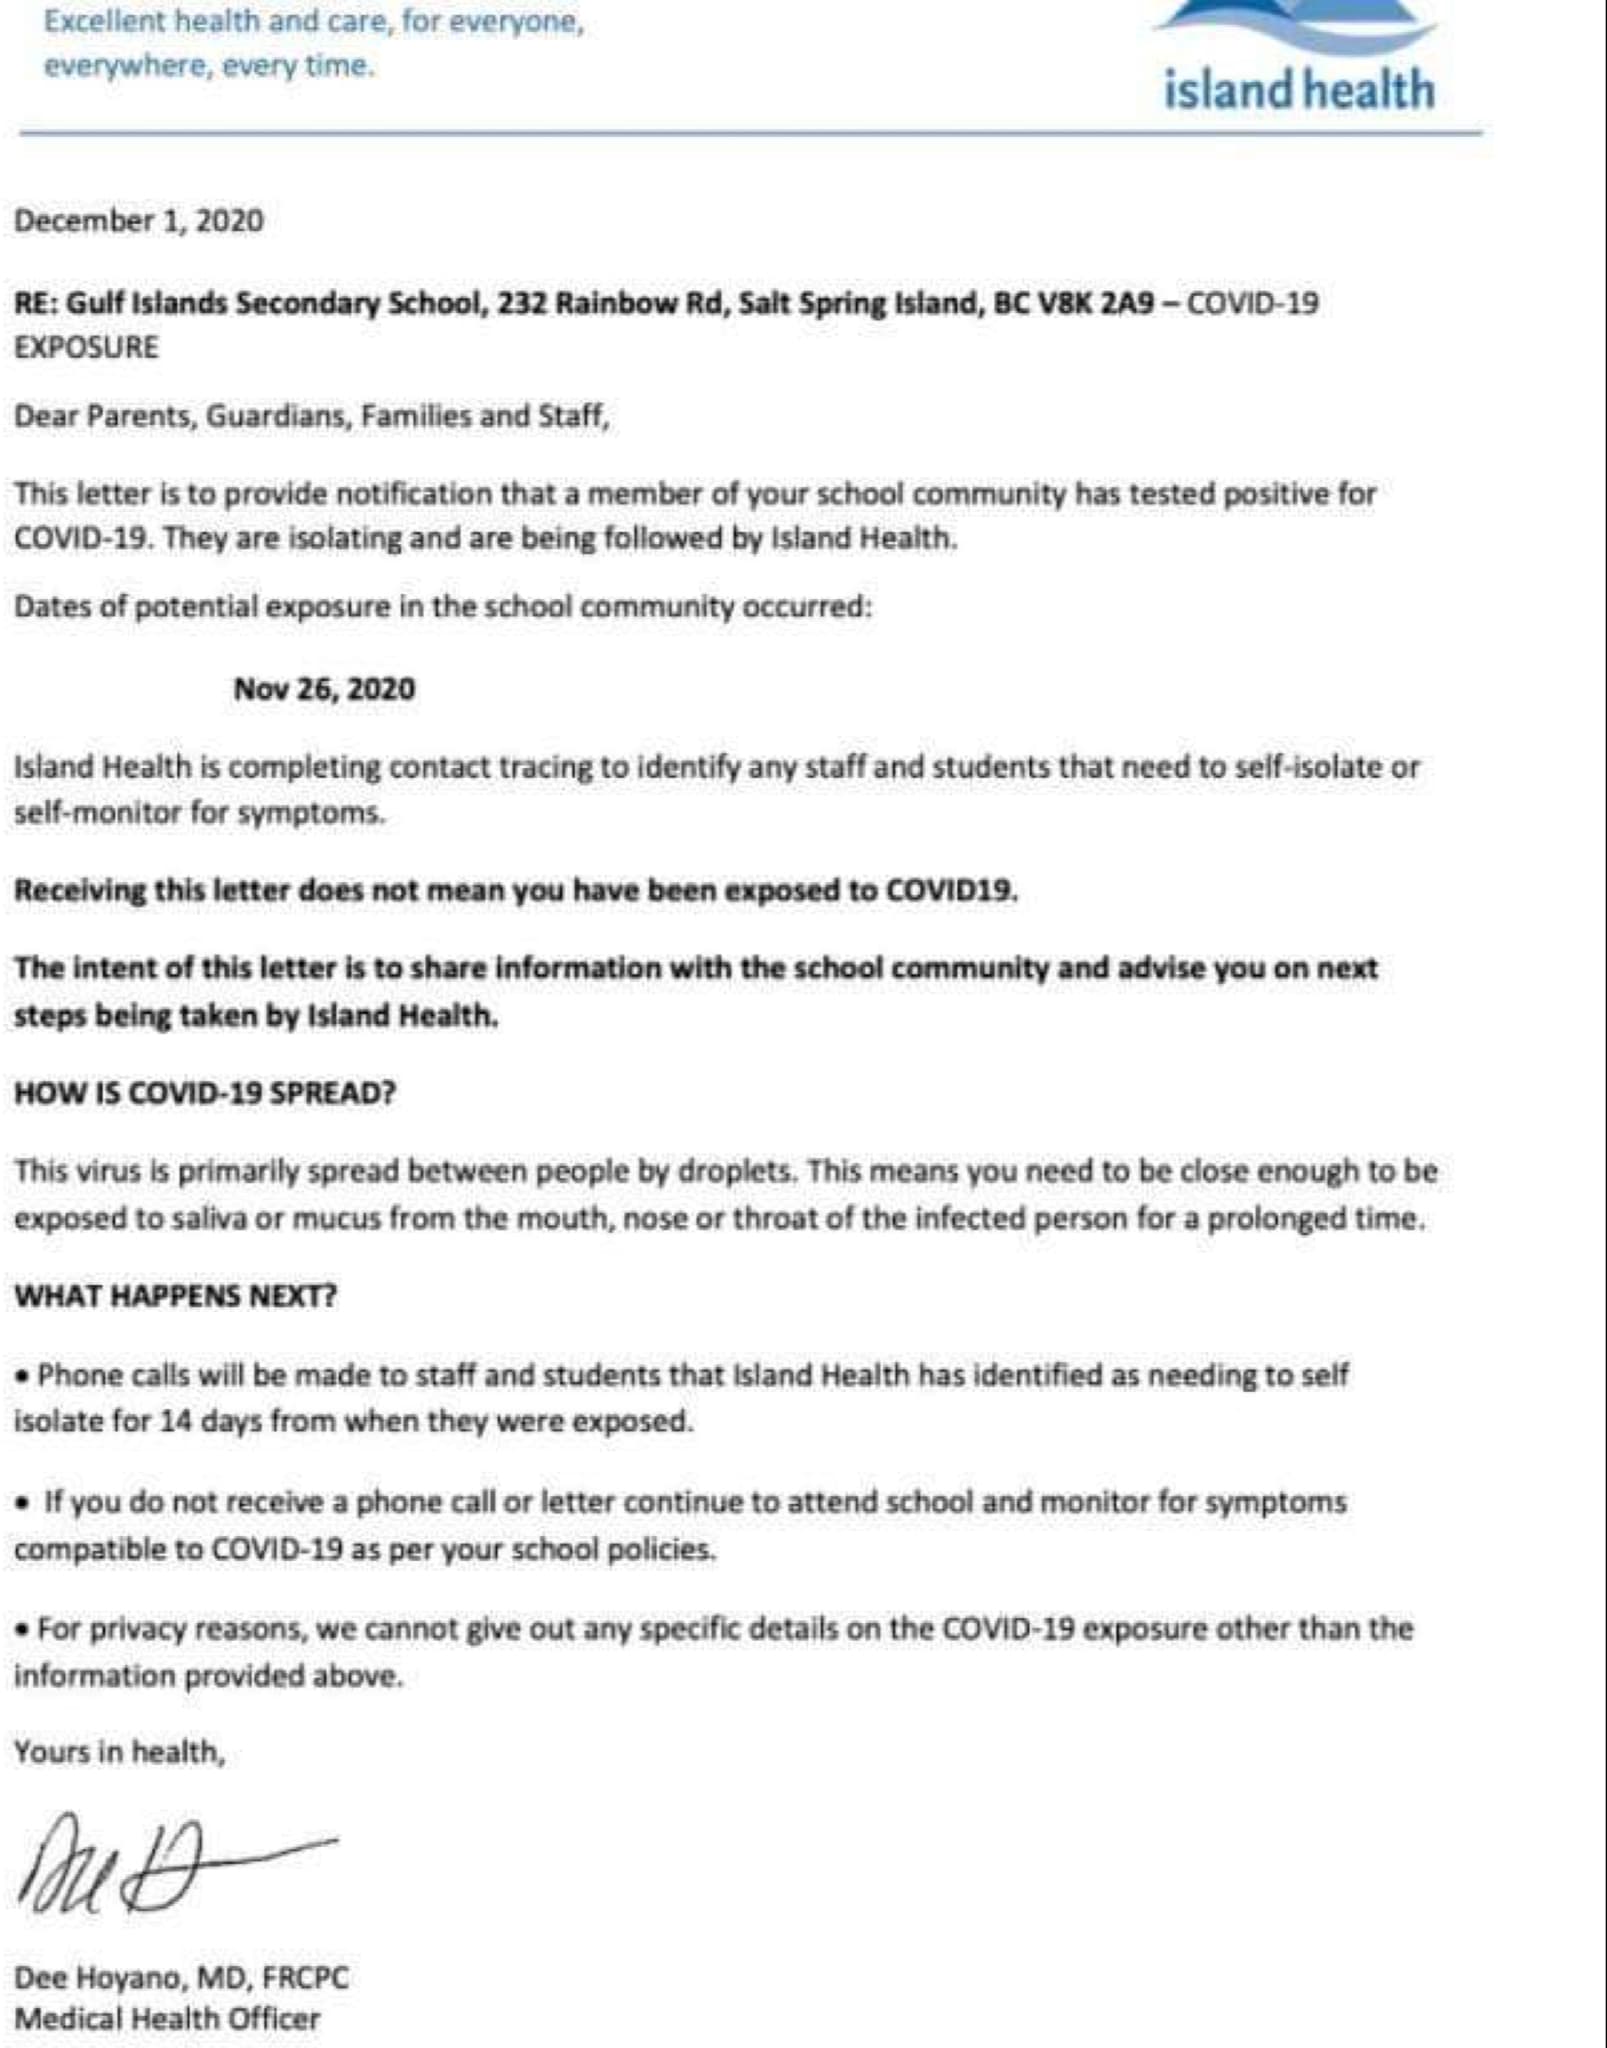 Excellent health and care, for everyone,
everywhere, every time.
island health
December 1, 2020
RE: Gulf Islands Secondary School, 232 Rainbow Rd, Salt Spring Island, BC V8K 2A9 – COVID-19
EXPOSURE
Dear Parents, Guardians, Families and Staff,
This letter is to provide notification that a member of your school community has tested positive for
COVID-19. They are isolating and are being followed by Island Health.
Dates of potential exposure in the school community occurred:
Nov 26, 2020
Island Health is completing contact tracing to identify any staff and students that need to self-isolate or
self-monitor for symptoms.
Receiving this letter does not mean you have been exposed to COVID19.
The intent of this letter is to share information with the school community and advise you on next
steps being taken by Island Health.
HOW IS COVID-19 SPREAD?
This virus is primarily spread between people by droplets. This means you need to be close enough to be
exposed to saliva or mucus from the mouth, nose or throat of the infected person for a prolonged time.
WHAT HAPPENS NEXT?
• Phone calls will be made to staff and students that Island Health has identified as needing to self
isolate for 14 days from when they were exposed.
• If you do not receive a phone call or letter continue to attend school and monitor for symptoms
compatible to COVID-19 as per your school policies.
• For privacy reasons, we cannot give out any specific details on the COVID-19 exposure other than the
information provided above.
Yours in health,
Dee Hoyano, MD, FRCPC
Medical Health Officer